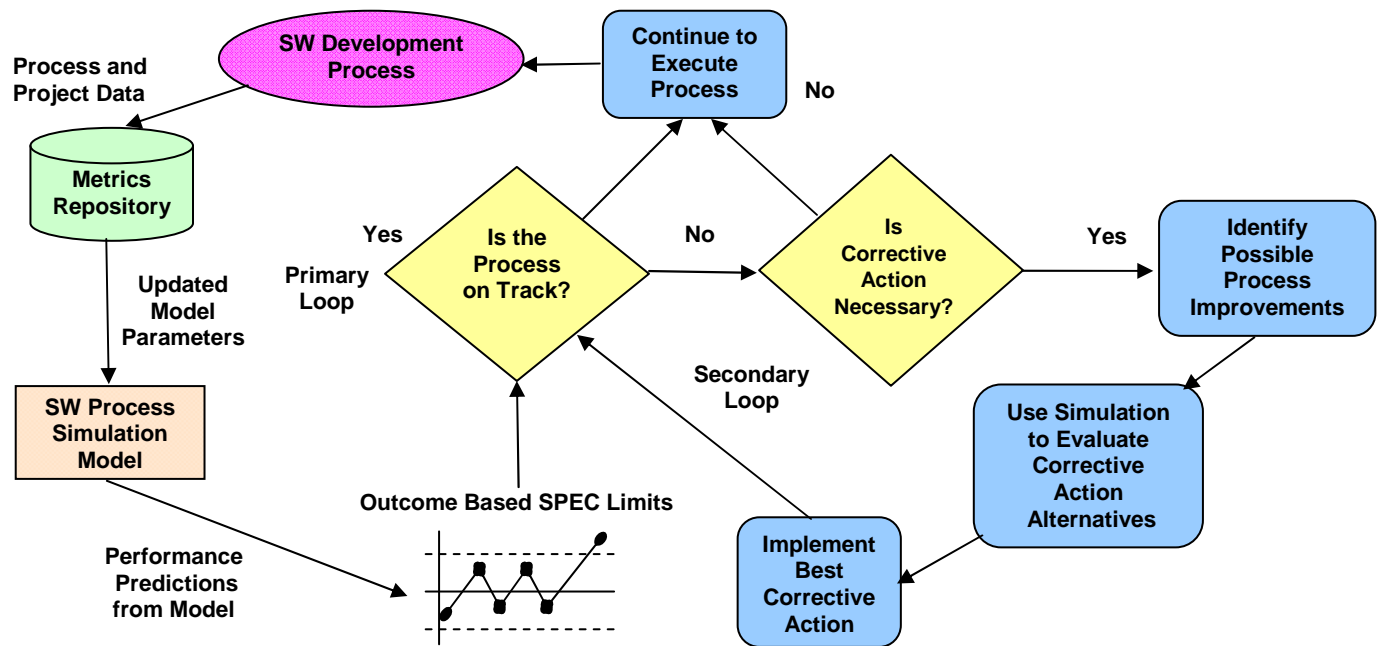 SW Development
Process
Continue to
Execute
Process
Process and
Project Data
No
Metrics
Repository
Yes
Is the
Process
on Track?
No
Is
Corrective
Action
Necessary?
Yes
Identify
Possible
Process
Improvements
Primary
Loop
Updated
Model
Parameters
Secondary
Loop
SW Process
Simulation
Model
Use Simulation
to Evaluate
Corrective
Action
Alternatives
Outcome Based SPEC Limits
Performance
Predictions
from Model
Implement
Best
Corrective
Action